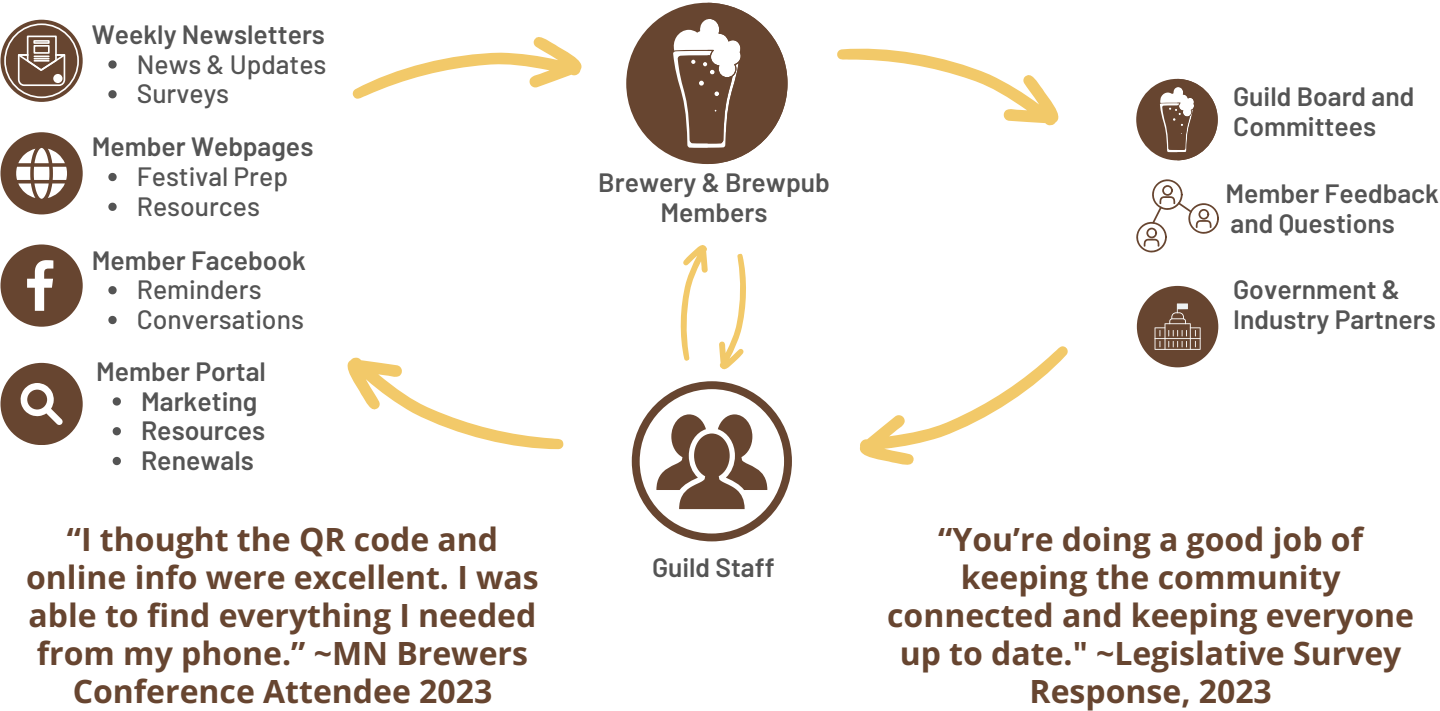 Weekly Newsletters
• News & Updates
• Surveys
Member Webpages
• Festival Prep
• Resources
Member Facebook
• Reminders
• Conversations
Member Portal
• Marketing
• Resources
• Renewals
Brewery & Brewpub
Members
Guild Staff
Guild Board and
Committees
Member Feedback
and Questions
Government &
Industry Partners
“I thought the QR code and
online info were excellent. I was
able to find everything I needed
from my phone.” ~MN Brewers
Conference Attendee 2023
“You’re doing a good job of
keeping the community
connected and keeping everyone
up to date." ~Legislative Survey
Response, 2023